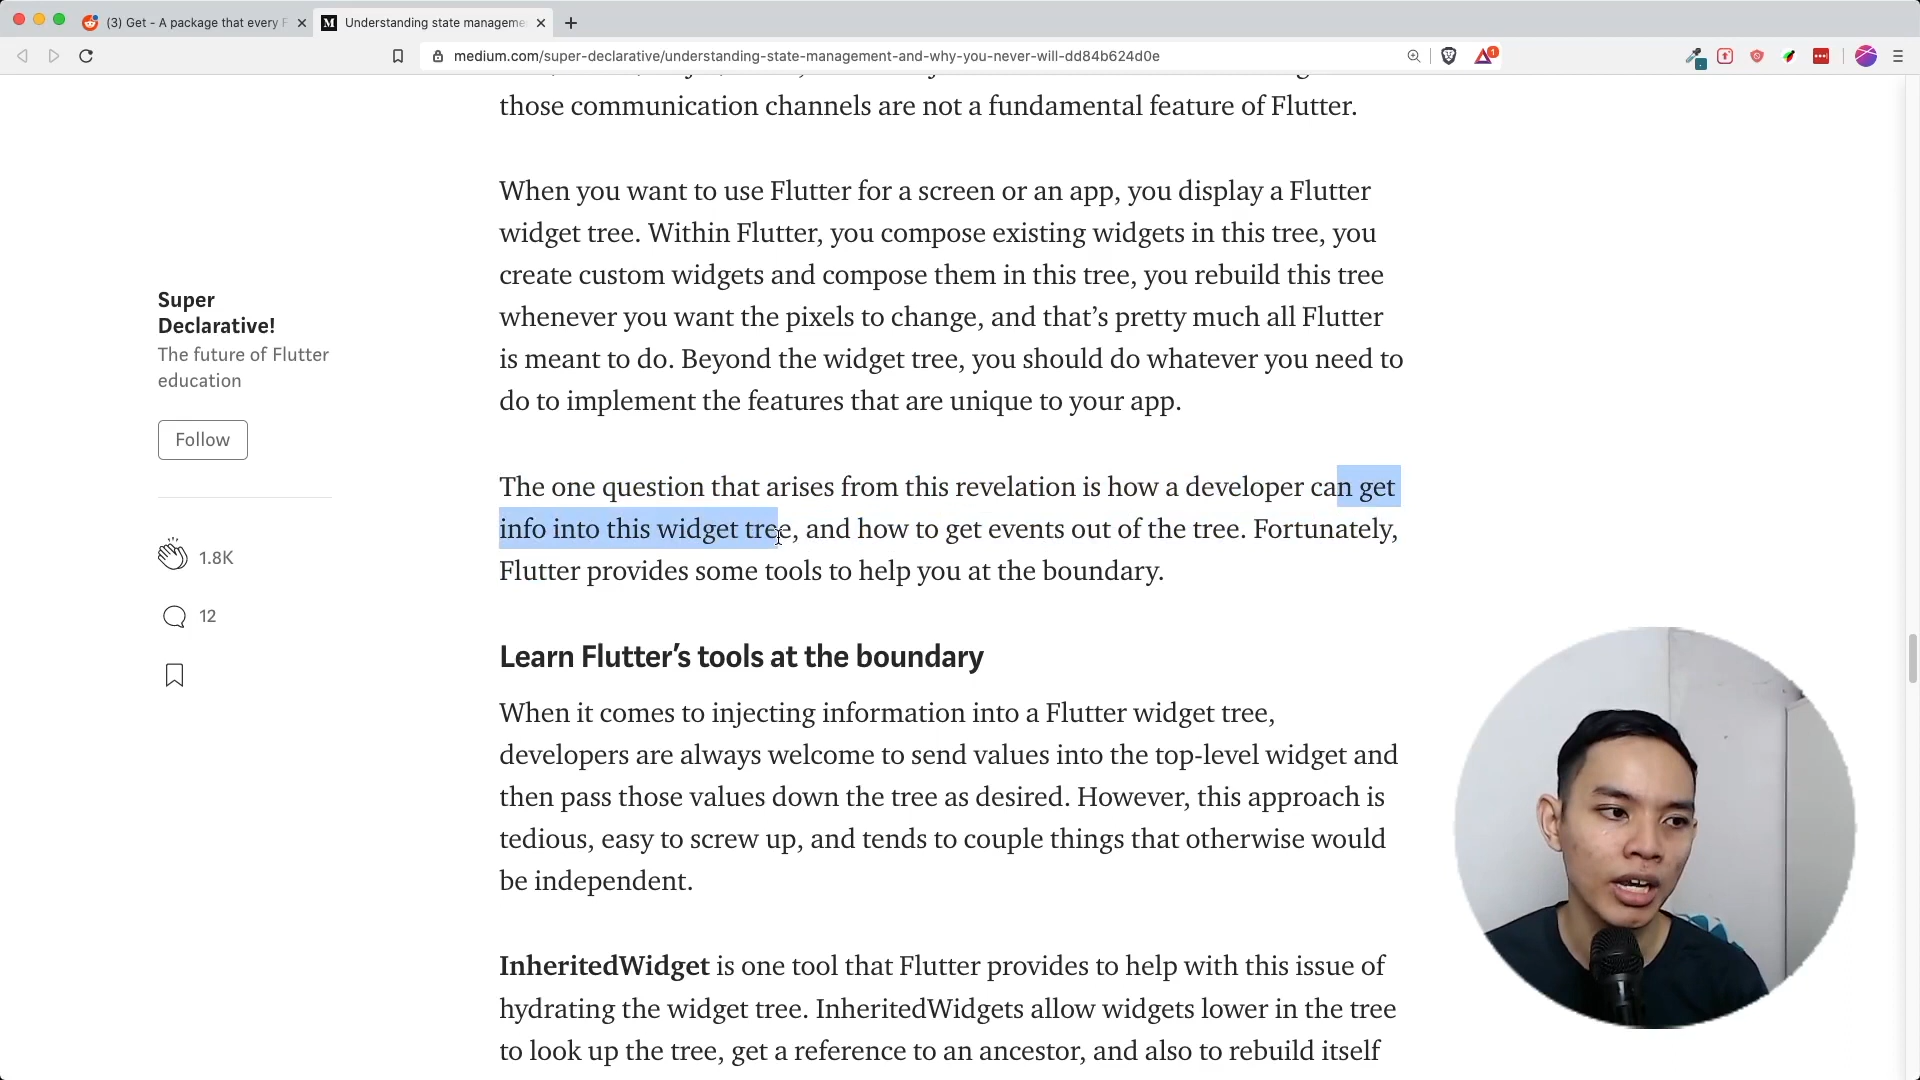 (3) Get - A package that every F
Understanding state manageme
medium.com/super-declarative/understanding-state-management-and-why-you-never-will-dd84b624d0e
1
those communication channels are not a fundamental feature of Flutter.
When you want to use Flutter for a screen or an app, you display a Flutter
widget tree. Within Flutter, you compose existing widgets in this tree, you
create custom widgets and compose them in this tree, you rebuild this tree
whenever you want the pixels to change, and that’s pretty much all Flutter
is meant to do. Beyond the widget tree, you should do whatever you need to
do to implement the features that are unique to your app.
Super
Declarative!
The future of Flutter
education
Follow
1.8K
12
The one question that arises from this revelation is how a developer can get
info into this widget tree, and how to get events out of the tree. Fortunately,
Flutter provides some tools to help you at the boundary.
Learn Flutter’s tools at the boundary
When it comes to injecting information into a Flutter widget tree,
developers are always welcome to send values into the top-level widget and
then pass those values down the tree as desired. However, this approach is
tedious, easy to screw up, and tends to couple things that otherwise would
be independent.
InheritedWidget is one tool that Flutter provides to help with this issue of
hydrating the widget tree. InheritedWidgets allow widgets lower in the tree
to look up the tree, get a reference to an ancestor, and also to rebuild itself